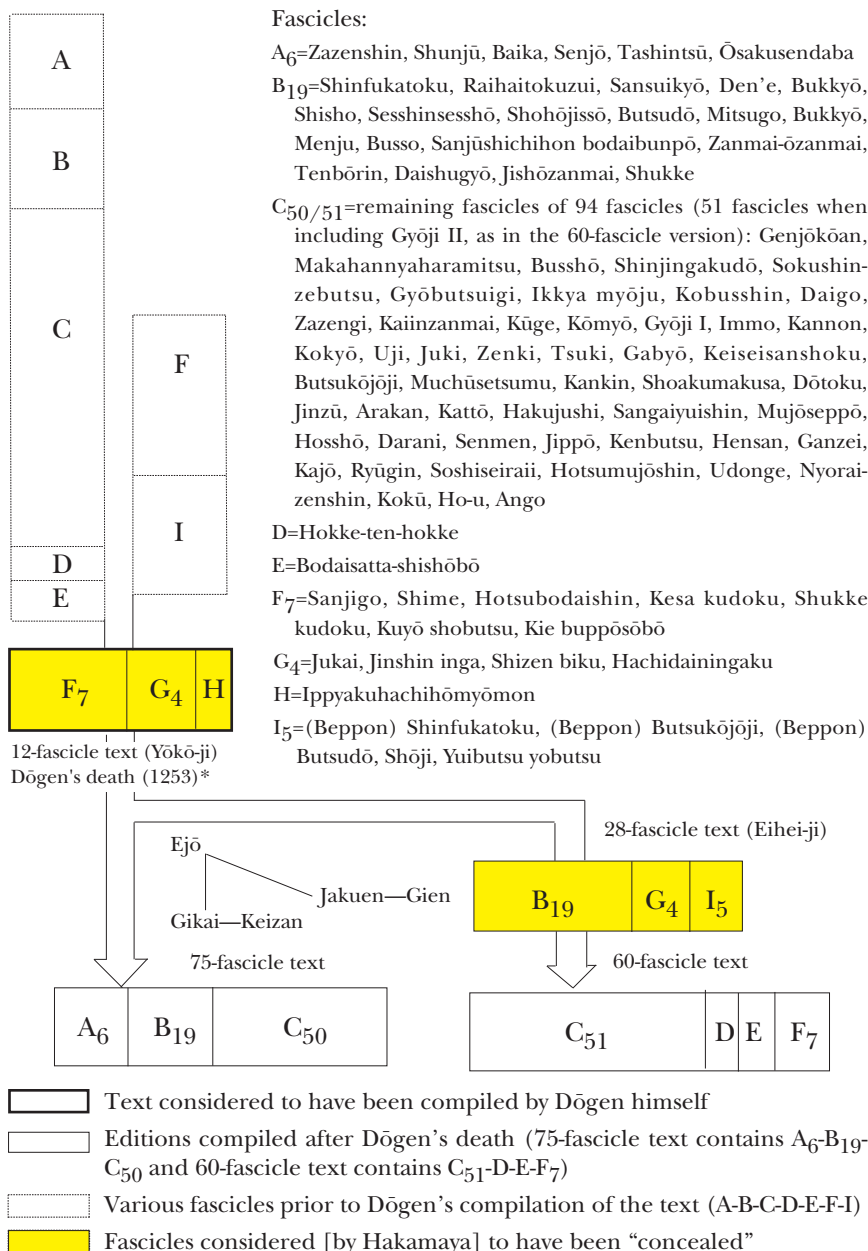 A
B
C
D
E
F
I
Fascicles:
A6=Zazenshin, Shunjū, Baika, Senjō, Tashintsū, Ōsakusendaba
B19=Shinfukatoku, Raihaitokuzui, Sansuikyō, Den’e, Bukkyō,
Shisho, Sesshinsesshō, Shohōjissō, Butsudō, Mitsugo, Bukkyō,
Menju, Busso, Sanjūshichihon bodaibunpō, Zanmai-ōzanmai,
Tenbōrin, Daishugyō, Jishōzanmai, Shukke
C50/51=remaining fascicles of 94 fascicles (51 fascicles when
including Gyōji II, as in the 60-fascicle version): Genjōkōan,
Makahannyaharamitsu, Busshō, Shinjingakudō, Sokushin-
zebutsu, Gyōbutsuigi, Ikkya myōju, Kobusshin, Daigo,
Zazengi, Kaiinzanmai, Kūge, Kōmyō, Gyōji I, Immo, Kannon,
Kokyō, Uji, Juki, Zenki, Tsuki, Gabyō, Keiseisanshoku,
Butsukōjōji, Muchūsetsumu, Kankin, Shoakumakusa, Dōtoku,
Jinzū, Arakan, Kattō, Hakujushi, Sangaiyuishin, Mujōseppō,
Hosshō, Darani, Senmen, Jippō, Kenbutsu, Hensan, Ganzei,
Kajō, Ryūgin, Soshiseiraii, Hotsumujōshin, Udonge, Nyorai-
zenshin, Kokū, Ho-u, Ango
D=Hokke-ten-hokke
E=Bodaisatta-shishōbō
F7=Sanjigo, Shime, Hotsubodaishin, Kesa kudoku, Shukke
kudoku, Kuyō shobutsu, Kie buppōsōbō
G4=Jukai, Jinshin inga, Shizen biku, Hachidainingaku
H=Ippyakuhachihōmyōmon
I5=(Beppon) Shinfukatoku, (Beppon) Butsukōjōji, (Beppon)
Butsudō, Shōji, Yuibutsu yobutsu
F7 G4 H
12-fascicle text (Yōkō-ji)
Dōgen's death (1253)*
28-fascicle text (Eihei-ji)
Ejō
Jakuen—Gien
Gikai—Keizan
B19 G4 I5
75-fascicle text
60-fascicle text
A6 B19 C50
C51 D E F7
Text considered to have been compiled by Dōgen himself
Editions compiled after Dōgen’s death (75-fascicle text contains A6-B19-
C50 and 60-fascicle text contains C51-D-E-F7)
Various fascicles prior to Dōgen’s compilation of the text (A-B-C-D-E-F-I)
Fascicles considered [by Hakamaya] to have been “concealed”